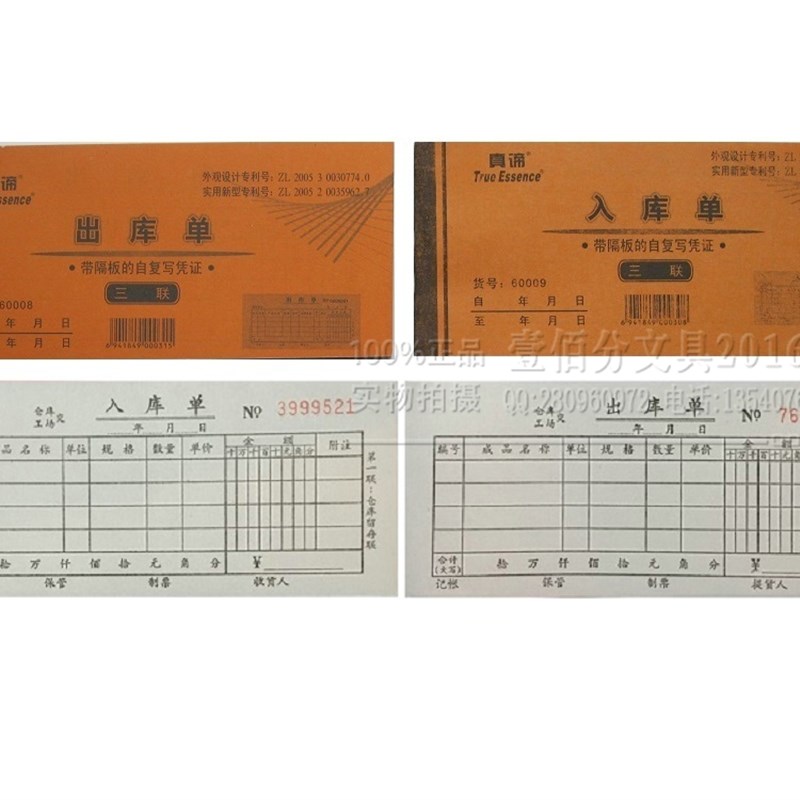 谛®
ssence®
外观设计专利号：ZL 2005 3 0030774.0
实用新型专利号：ZL 2005 2 0035962.7
出库单
•带隔板的自复写凭证•
三 联
60008
年 月 日
年 月 日
6 941849 000315
真谛®
True Essence®
外观设计专利号：ZL
实用新型专利号：ZL
入库单
•带隔板的自复写凭证•
三 联
货号：60009
自 年 月 日
至 年 月 日
6 941849 400308
100%正品 壹佰分文具2016
实物拍摄 QQ:280960972;电话:1354076
仓库
工场
入库单
№ 3999521
年 月 日
品名称 单位 规格 数量 单价 金额 附注
十万千百十元角分
第一联：仓库留存联
拾 万 仟 佰 拾 元 角 分 ¥
保管 制票 收货人
仓库
工场
出库单
№ 76
年 月 日
编号 成品名称 单位 规格 数量 单价 金
十万千百十元角
合计
(大写)
拾 万 仟 佰 拾 元 角 分 ¥
记帐 保管 制票 提货人